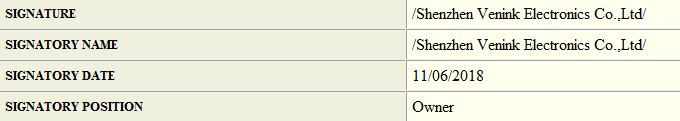 SIGNATURE /Shenzhen Venink Electronics Co.,Ltd/
SIGNATORY NAME /Shenzhen Venink Electronics Co.,Ltd/
SIGNATORY DATE 11/06/2018
SIGNATORY POSITION Owner